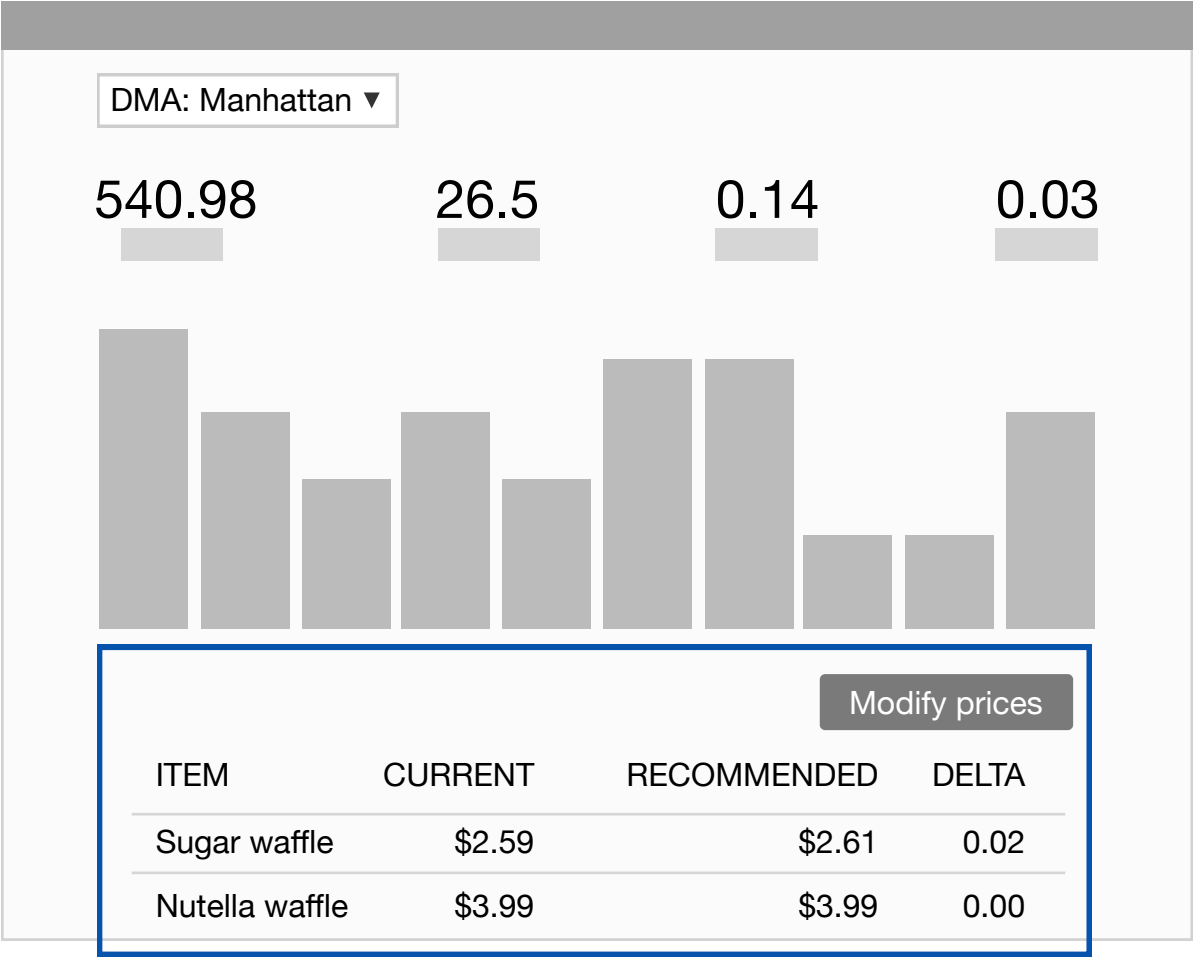 DMA: Manhattan ▼
540.98 26.5 0.14 0.03
Modify prices
ITEM CURRENT RECOMMENDED DELTA
Sugar waffle $2.59 $2.61 0.02
Nutella waffle $3.99 $3.99 0.00